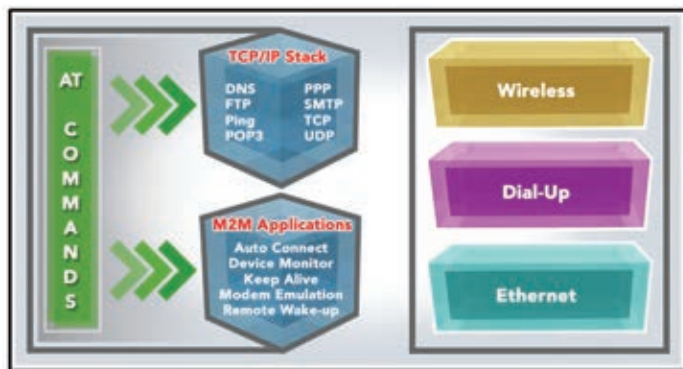 AT
COMMANDS
TCP/IP Stack
DNS PPP
FTP SMTP
Ping TCP
POP3 UDP
M2M Applications
Auto Connect
Device Monitor
Keep Alive
Modem Emulation
Remote Wake-up
Wireless
Dial-Up
Ethernet